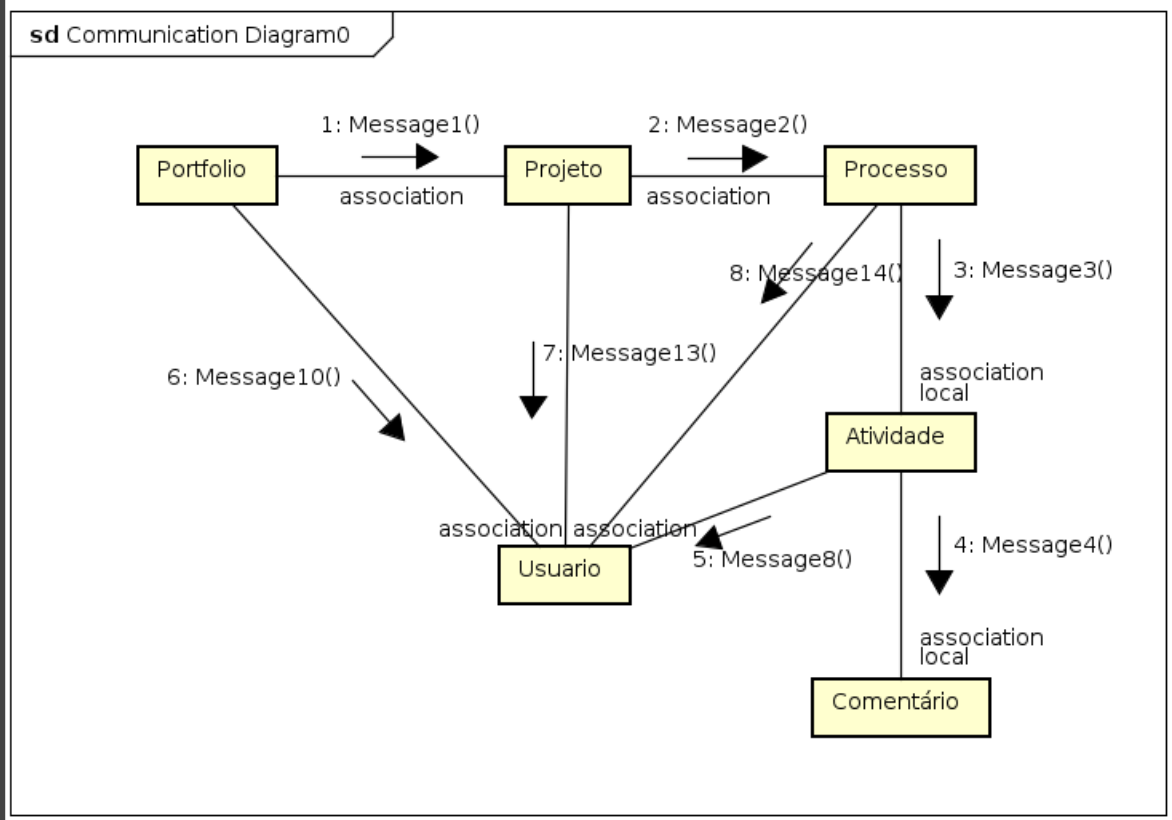 sd Communication Diagram0
1: Message1()
2: Message2()
Portfolio
Projeto
Processo
association
association
8: Message14()
3: Message3()
7: Message13()
6: Message10()
association
local
Atividade
association
association
5: Message8()
4: Message4()
Usuario
association
local
Comentário